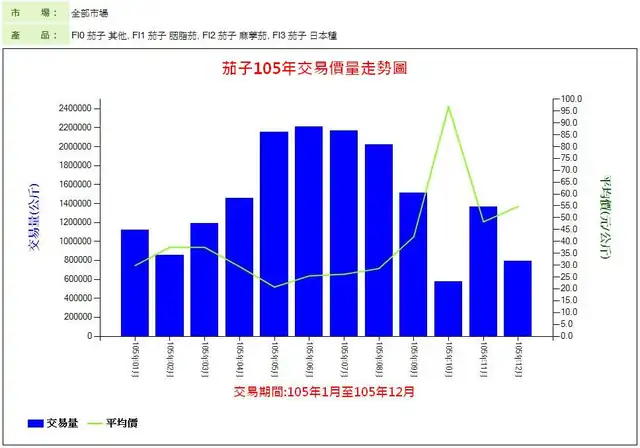 市　場： 全部市場
產　品： FI0 茄子 其他, FI1 茄子 胭脂茄, FI2 茄子 麻荸茄, FI3 茄子 日本種
茄子105年交易價量走勢圖
交易量(公斤)
2400000
2200000
2000000
1800000
1600000
1400000
1200000
1000000
800000
600000
400000
200000
0
100.0
95.0
90.0
85.0
80.0
75.0
70.0
65.0
60.0
55.0
50.0
45.0
40.0
35.0
30.0
25.0
20.0
15.0
10.0
5.0
0.0
平均價(元/公斤)
105年01月
105年02月
105年03月
105年04月
105年05月
105年06月
105年07月
105年08月
105年09月
105年10月
105年11月
105年12月
交易期間:105年1月至105年12月
交易量 平均價